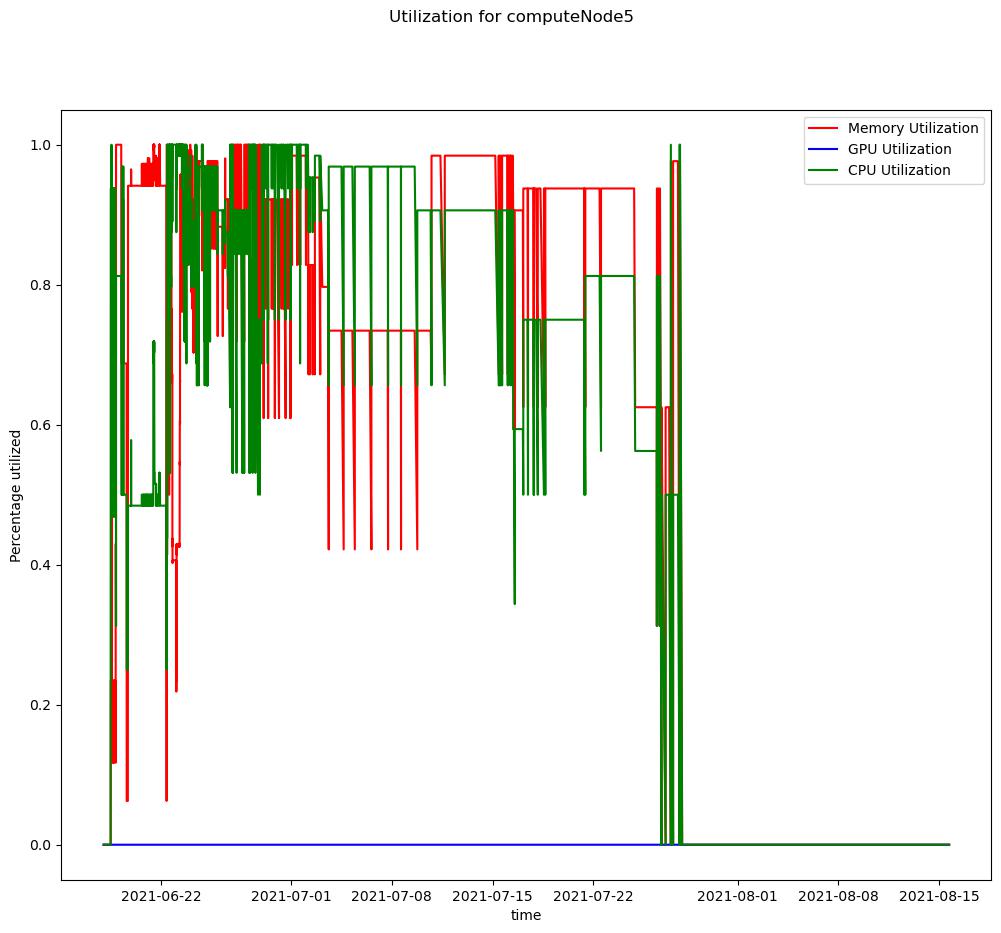 Utilization for computeNode5
Memory Utilization
GPU Utilization
CPU Utilization
Percentage utilized
1.0
0.8
0.6
0.4
0.2
0.0
2021-06-22 2021-07-01 2021-07-08 2021-07-15 2021-07-22 2021-08-01 2021-08-08 2021-08-15
time